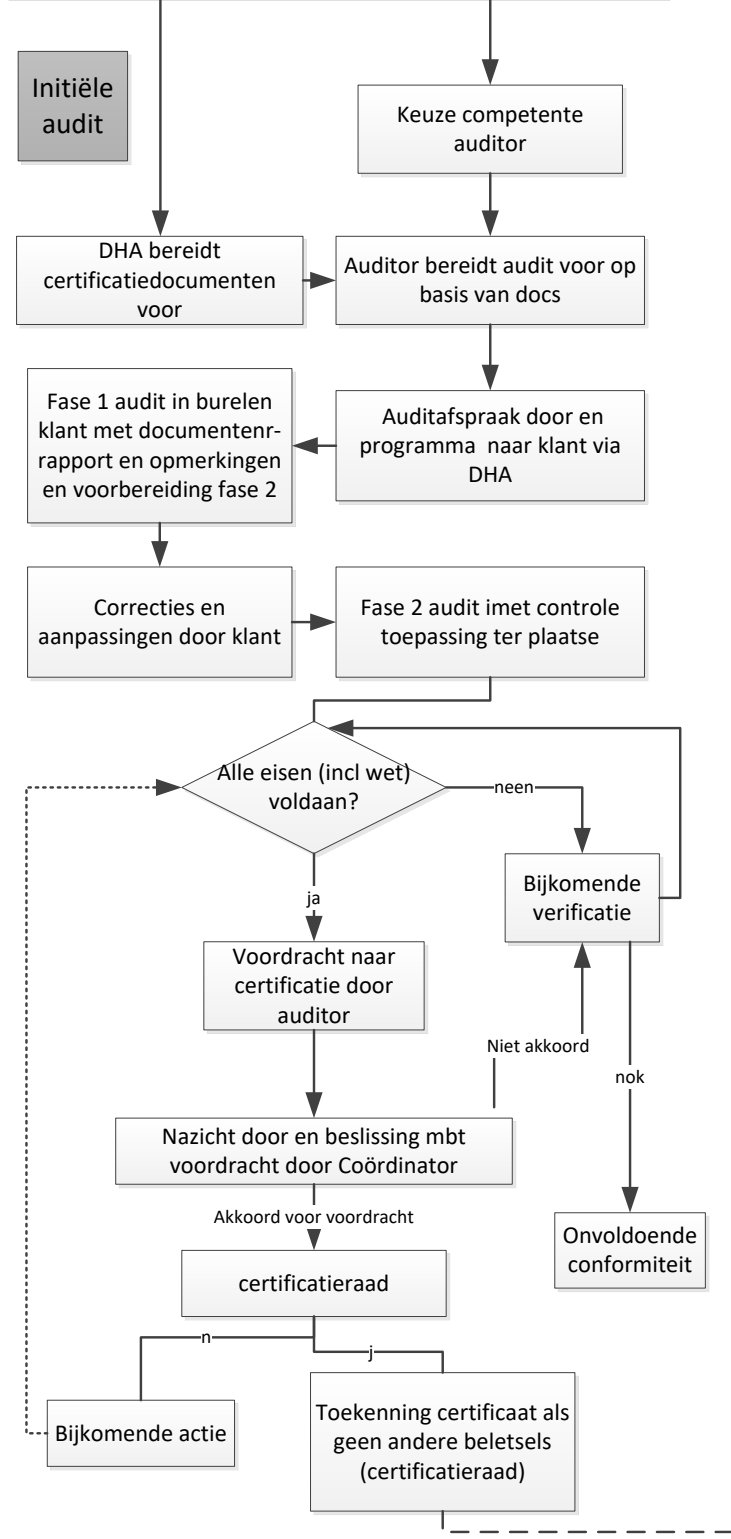 Initiële
audit
Keuze competente
auditor
DHA bereidt
certificatiedocumenten
voor
Auditor bereidt audit voor op
basis van docs
Fase 1 audit in burelen
klant met documentenr-
rapport en opmerkingen
en voorbereiding fase 2
Auditafspraak door en
programma naar klant via
DHA
Correcties en
aanpassingen door klant
Fase 2 audit imet controle
toepassing ter plaatse
Alle eisen (incl wet)
voldaan?
neen
Bijkomende
verificatie
ja
Voordracht naar
certificatie door
auditor
Niet akkoord
nok
Nazicht door en beslissing mbt
voordracht door Coördinator
Akkoord voor voordracht
Onvoldoende
conformiteit
certificatieraad
n
j
Bijkomende actie
Toekenning certificaat als
geen andere beletsels
(certificatieraad)